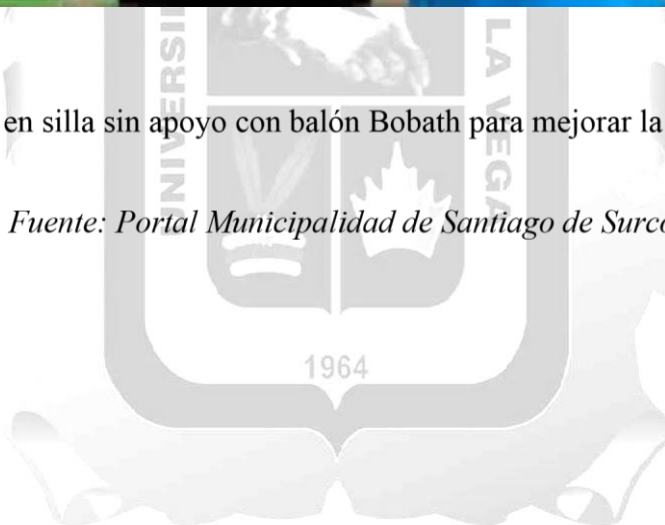 UNIVERSI
LA VEGA
en silla sin apoyo con balón Bobath para mejorar la
Fuente: Portal Municipalidad de Santiago de Surco
1964